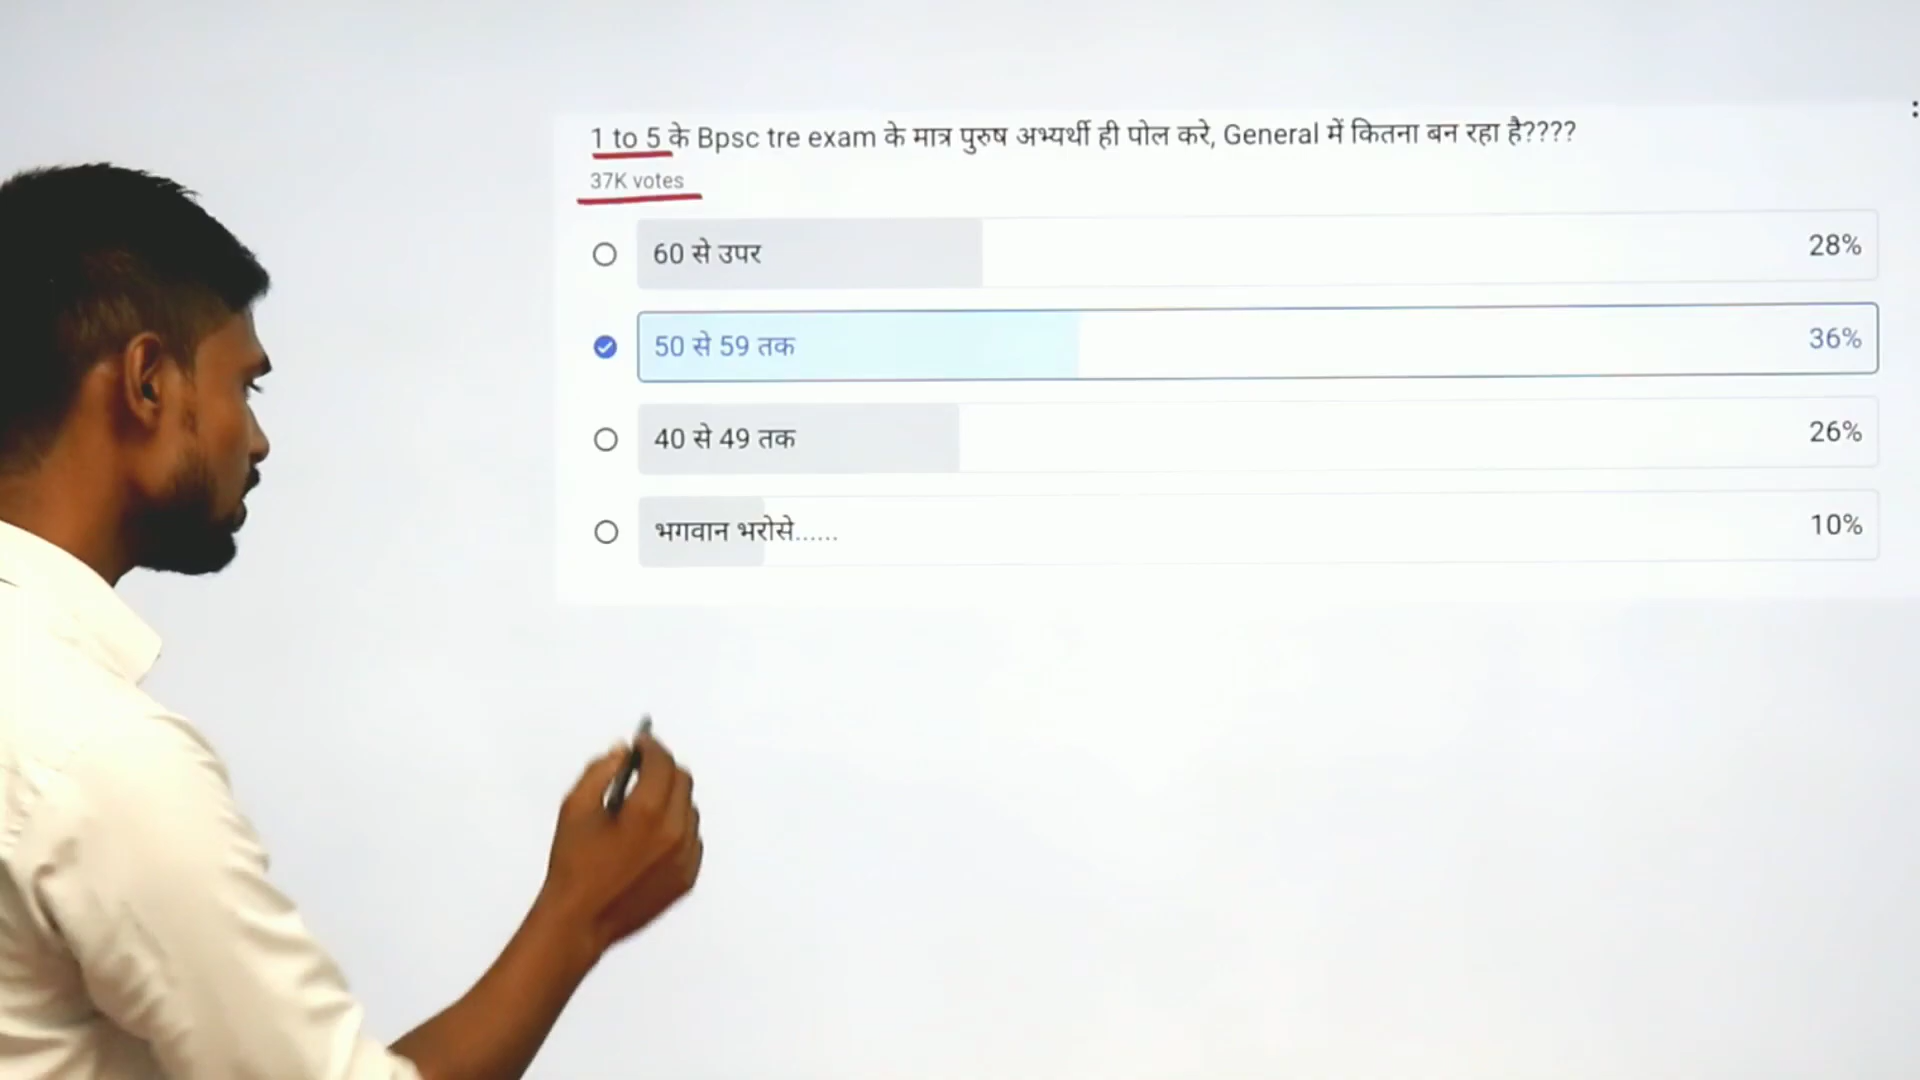 1 to 5 के Bpsc tre exam के मात्र पुरुष अभ्यर्थी ही पोल करे, General में कितना बन रहा है????
37K votes
60 से उपर 28%
50 से 59 तक 36%
40 से 49 तक 26%
भगवान भरोसे...... 10%